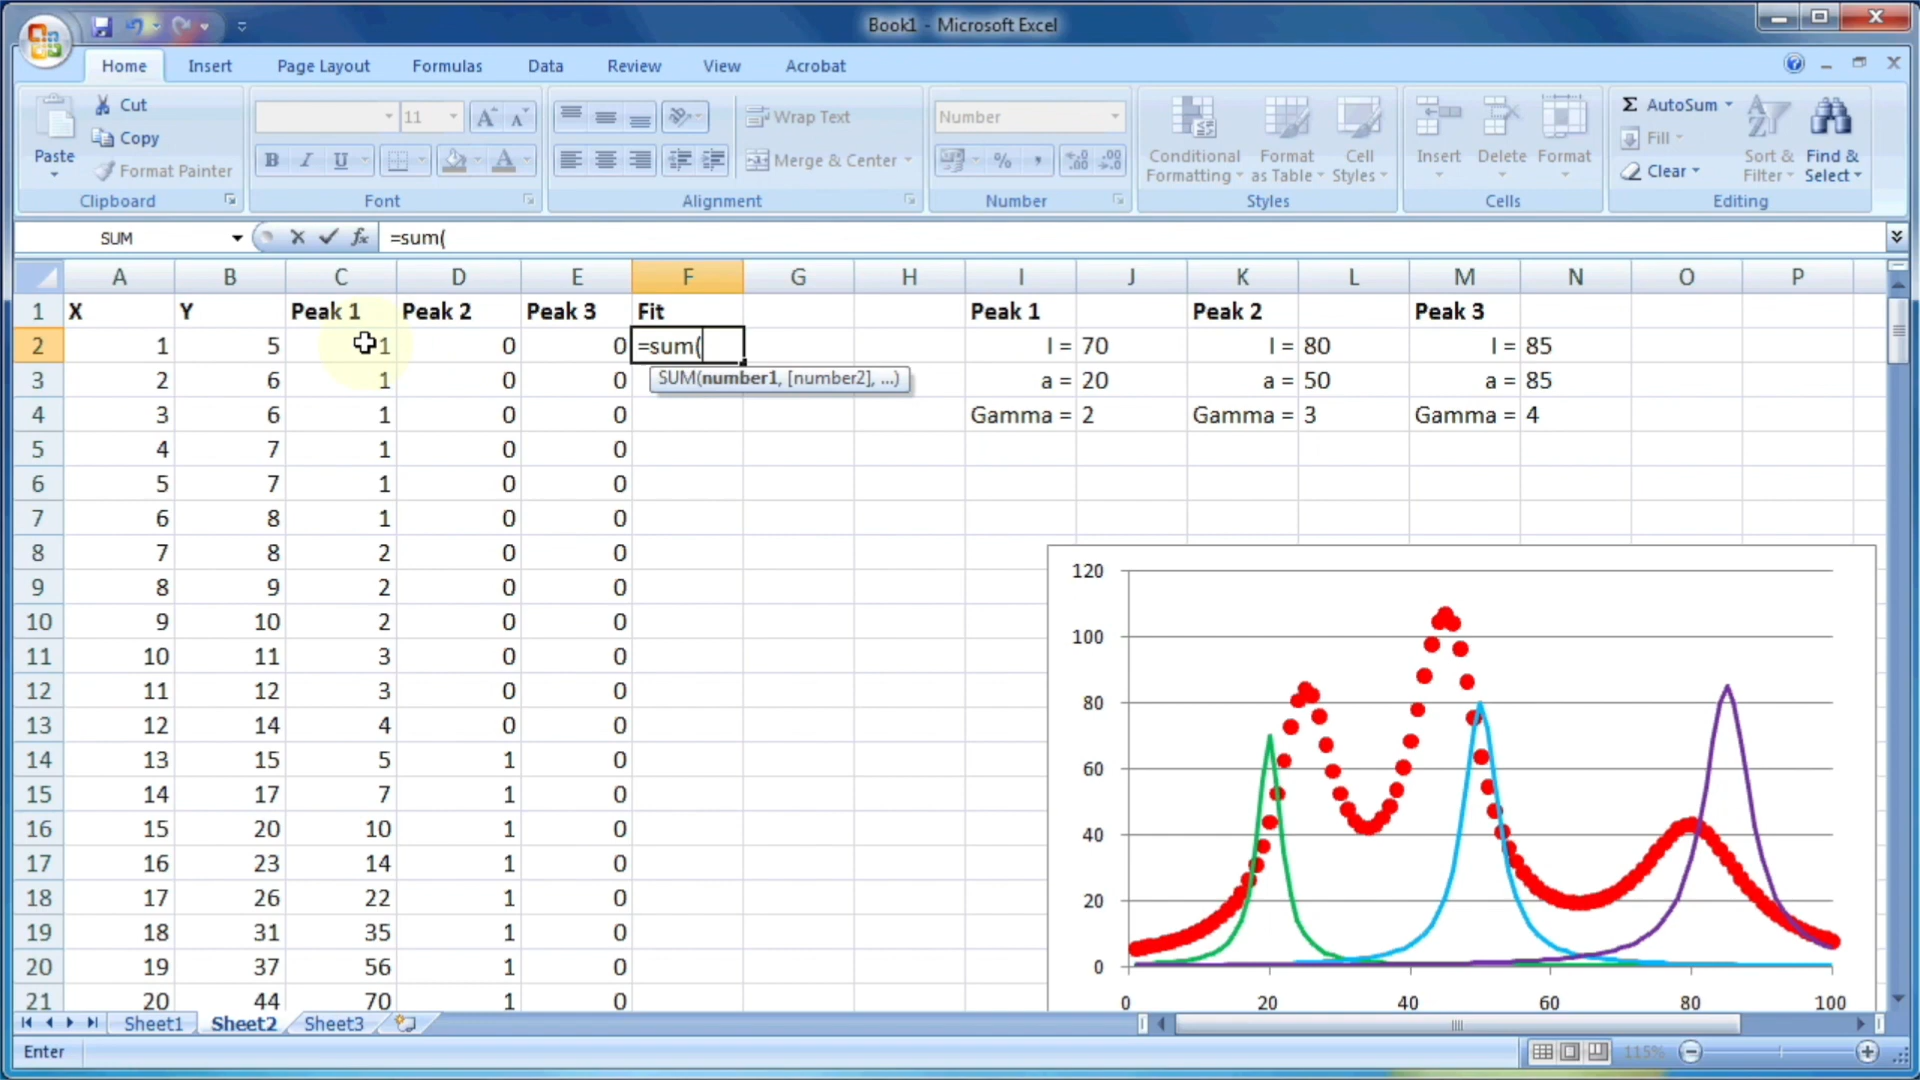 Book1 - Microsoft Excel
Home Insert Page Layout Formulas Data Review View Acrobat
Paste
Cut
Copy
Format Painter
Clipboard
11
B I U
A
Font
Wrap Text
Merge & Center
Alignment
Number
%
Number
Conditional Formatting
Format as Table
Cell Styles
Styles
Insert Delete Format
Cells
Σ AutoSum
Fill
Clear
Sort & Filter
Find & Select
Editing
SUM fx =sum(
A B C D E F G H I J K L M N O P
1 X Y Peak 1 Peak 2 Peak 3 Fit Peak 1 Peak 2 Peak 3
2 1 5 1 0 0 =sum( I = 70 I = 80 I = 85
3 2 6 1 0 0 SUM(number1, [number2], ...) a = 20 a = 50 a = 85
4 3 6 1 0 0 Gamma = 2 Gamma = 3 Gamma = 4
5 4 7 1 0 0
6 5 7 1 0 0
7 6 8 1 0 0
8 7 8 2 0 0
9 8 9 2 0 0
10 9 10 2 0 0
11 10 11 3 0 0
12 11 12 3 0 0
13 12 14 4 0 0
14 13 15 5 1 0
15 14 17 7 1 0
16 15 20 10 1 0
17 16 23 14 1 0
18 17 26 22 1 0
19 18 31 35 1 0
20 19 37 56 1 0
21 20 44 70 1 0
120
100
80
60
40
20
0
0 20 40 60 80 100
Sheet1 Sheet2 Sheet3
Enter 115%